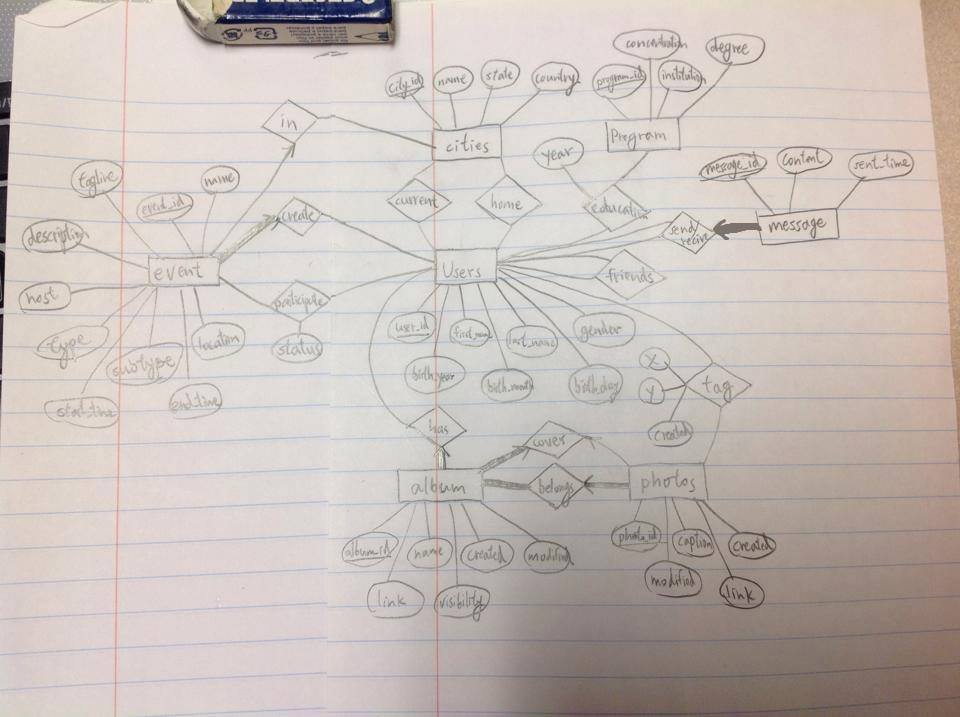 concentration
degree
city_id
name
state
country
program_id
institution
in
cities
Program
year
message_id
content
sent_time
name
event_id
current
home
education
create
send/
recive
message
description
event
Users
friends
host
participate
type
subtype
location
status
user_id
first_name
last_name
gender
birth_year
birth_month
birth_day
X
Y
tag
start_time
end_time
has
cover
created
album
belongs
photos
album_id
name
created
modified
photo_id
caption
created
link
visibility
modified
link